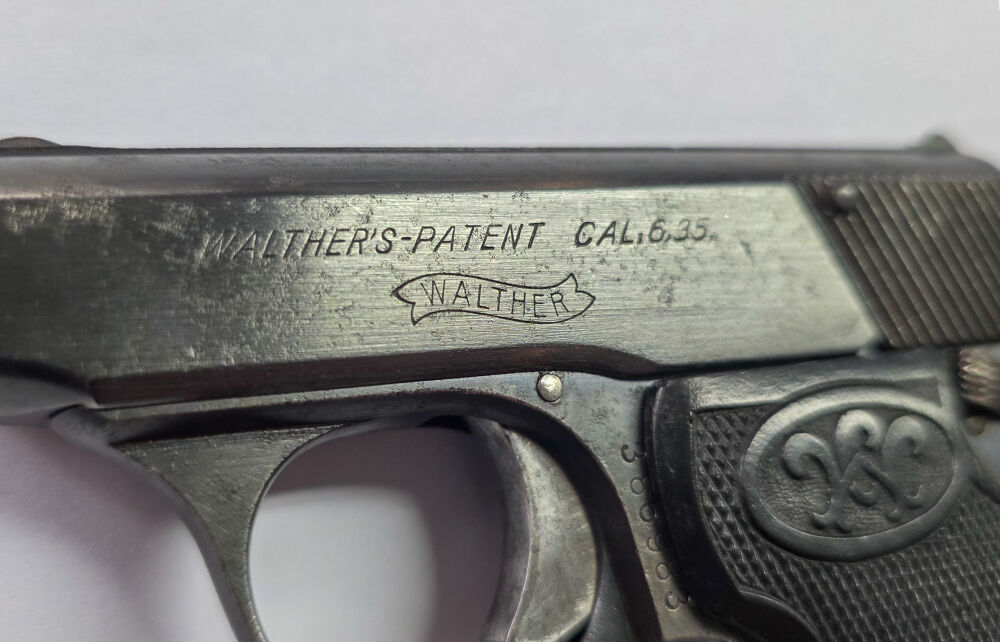 WALTHER'S-PATENT CAL.6,35.
WALTHER